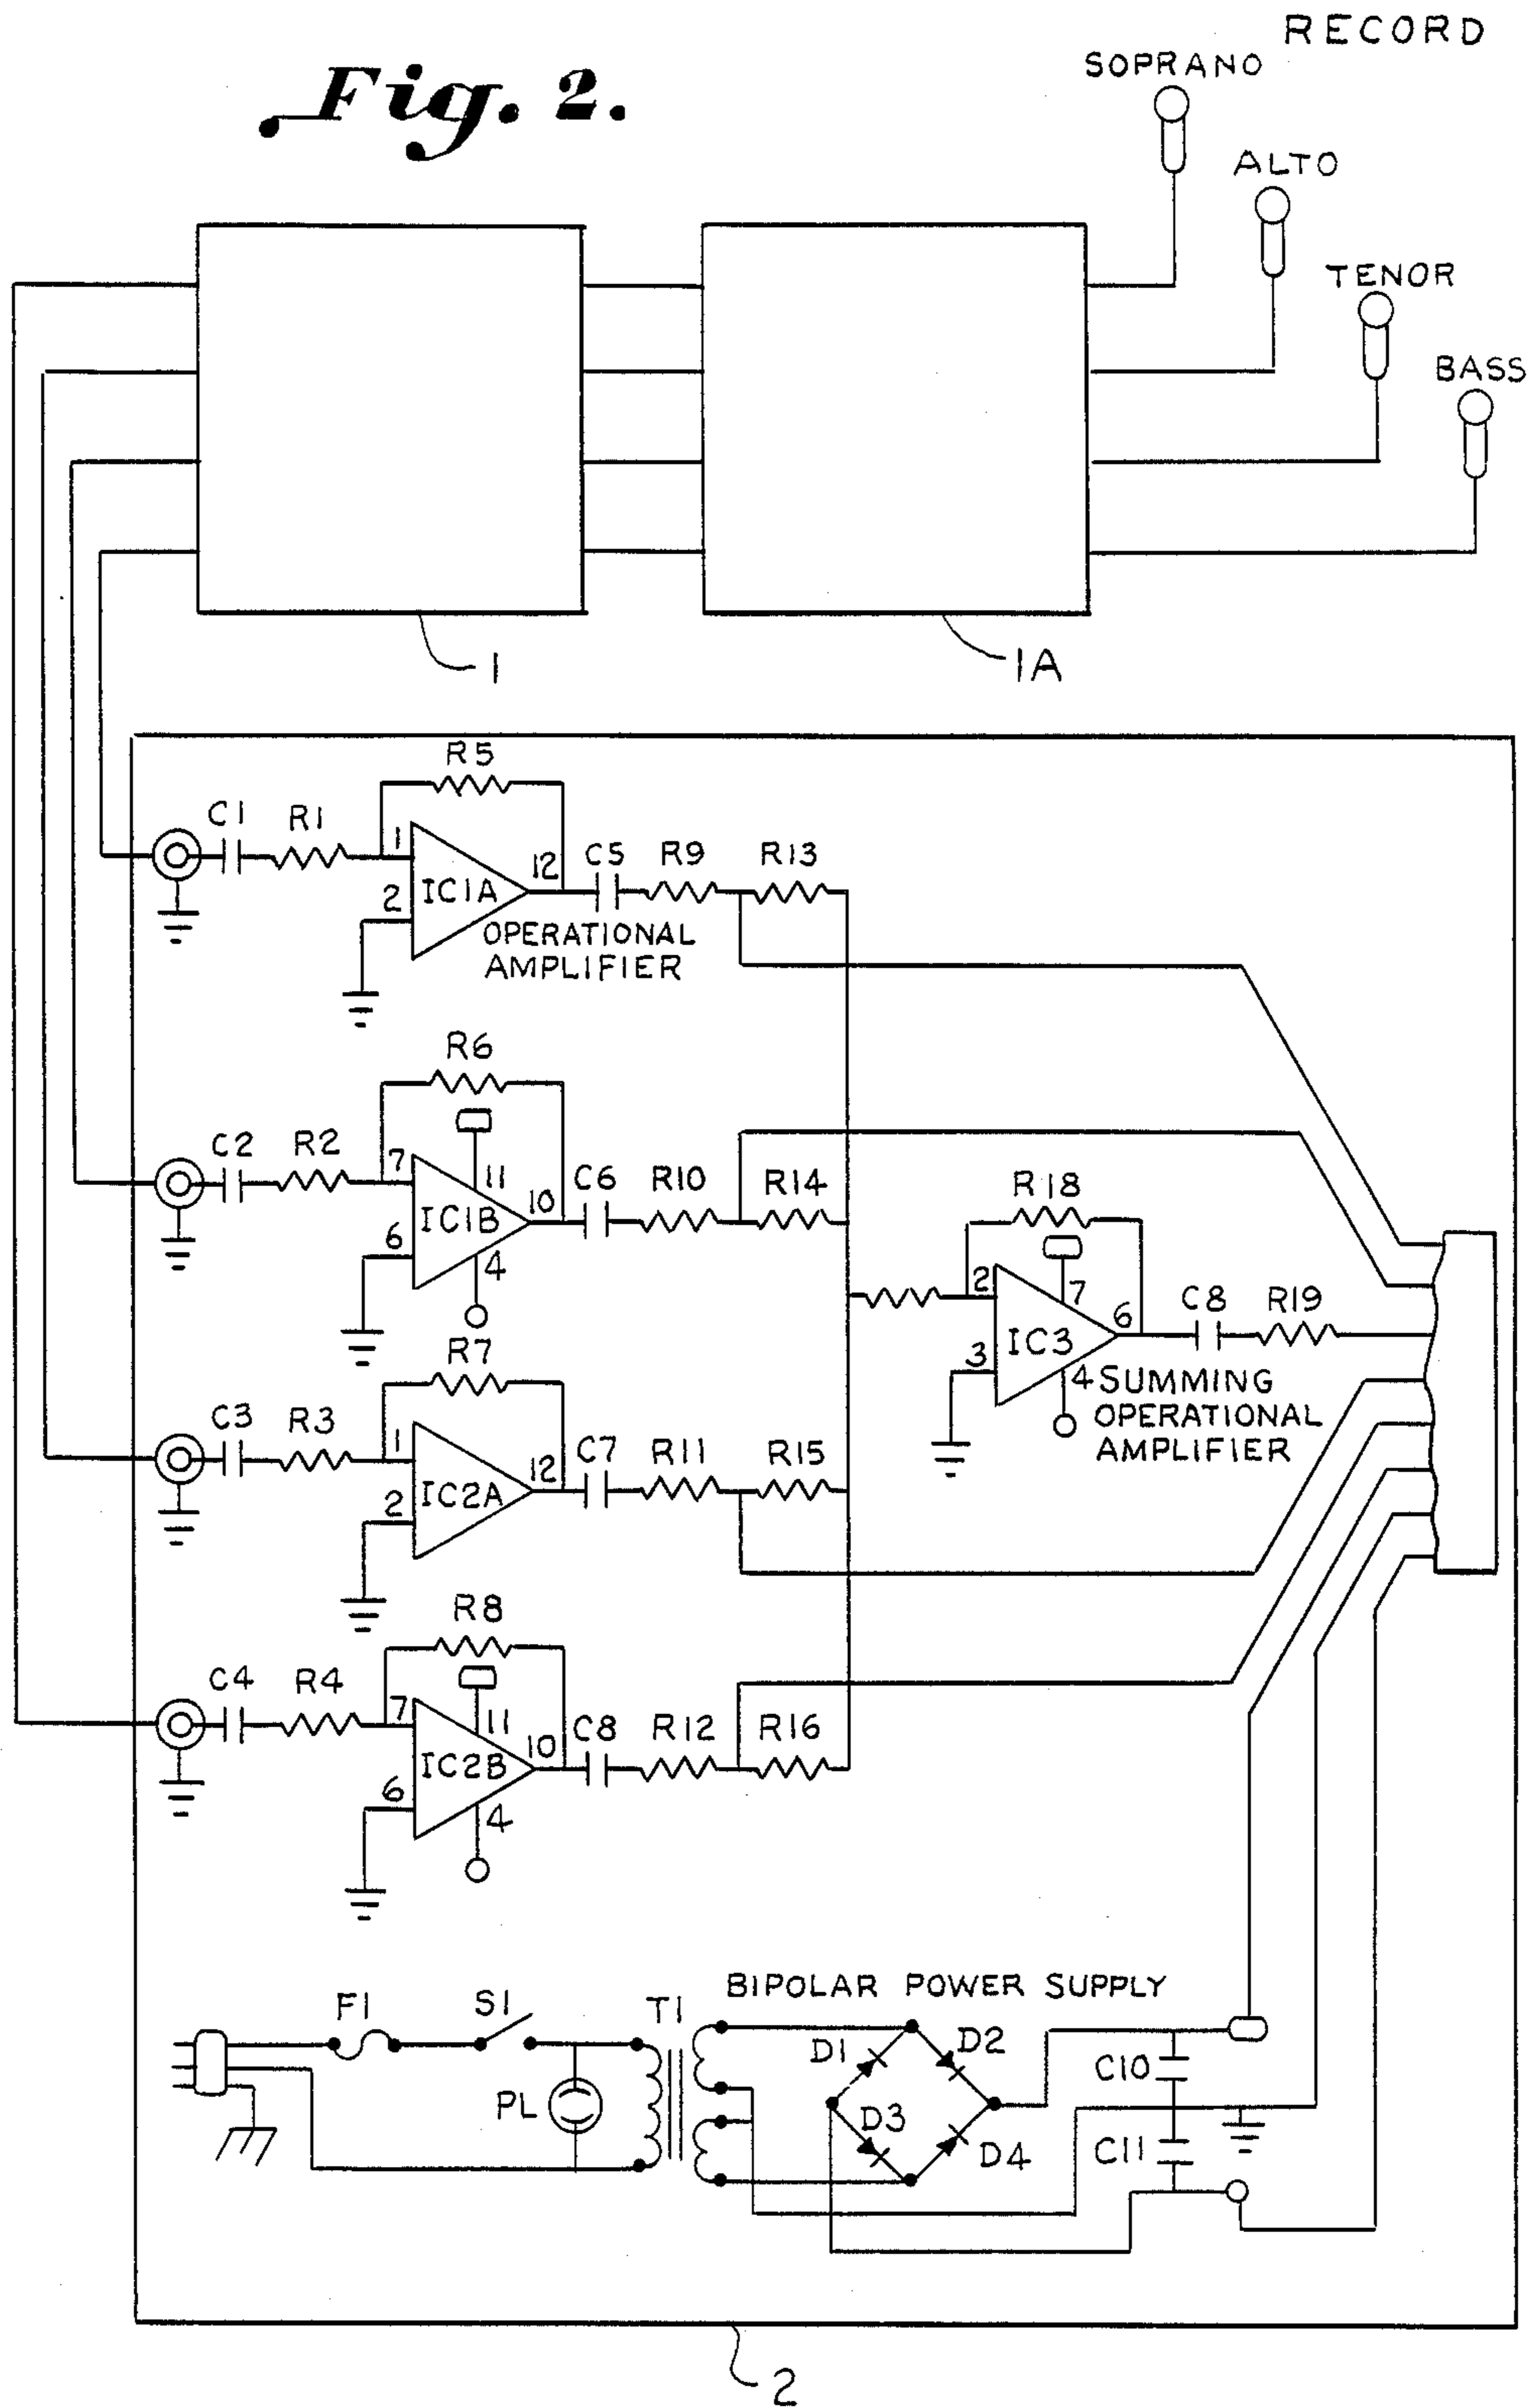 RECORD
Fig. 2.
SOPRANO
ALTO
TENOR
BASS
1
1A
R5
C1
R1
1
2
IC1A
12
C5
R9
R13
OPERATIONAL
AMPLIFIER
R6
C2
R2
7
11
6
IC1B
10
4
C6
R10
R14
R18
2
7
3
IC3
6
4
C8
R19
SUMMING
OPERATIONAL
AMPLIFIER
R7
C3
R3
1
2
IC2A
12
C7
R11
R15
R8
C4
R4
7
11
6
IC2B
10
4
C8
R12
R16
BIPOLAR POWER SUPPLY
F1
S1
T1
PL
D1
D2
D3
D4
C10
C11
2